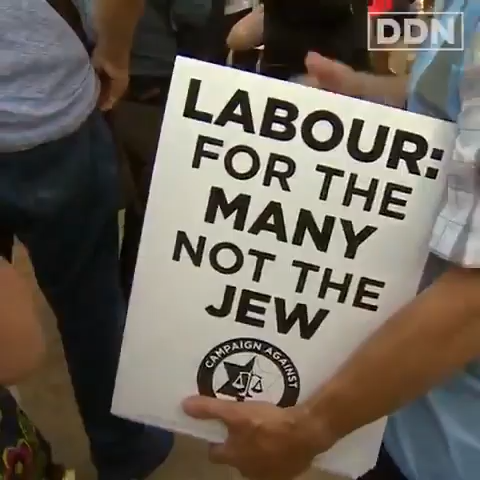 DDN
LABOUR:
FOR THE
MANY
NOT THE
JEW
CAMPAIGN AGAINST